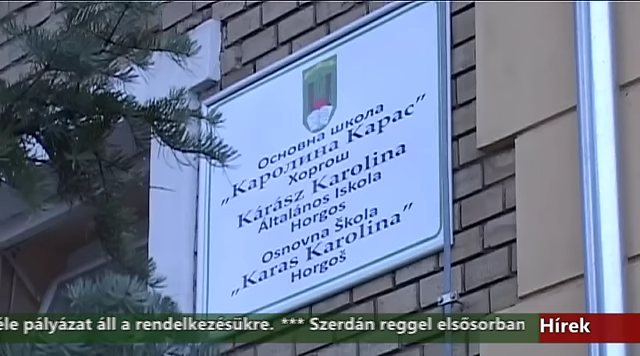 Основна школа
„Каролина Карас”
Хоргош
Kárász Karolina
Általános Iskola
Horgos
Osnovna Škola
„Karas Karolina”
Horgoš
éle pályázat áll a rendelkezésükre. *** Szerdán reggel elsősorban
Hírek